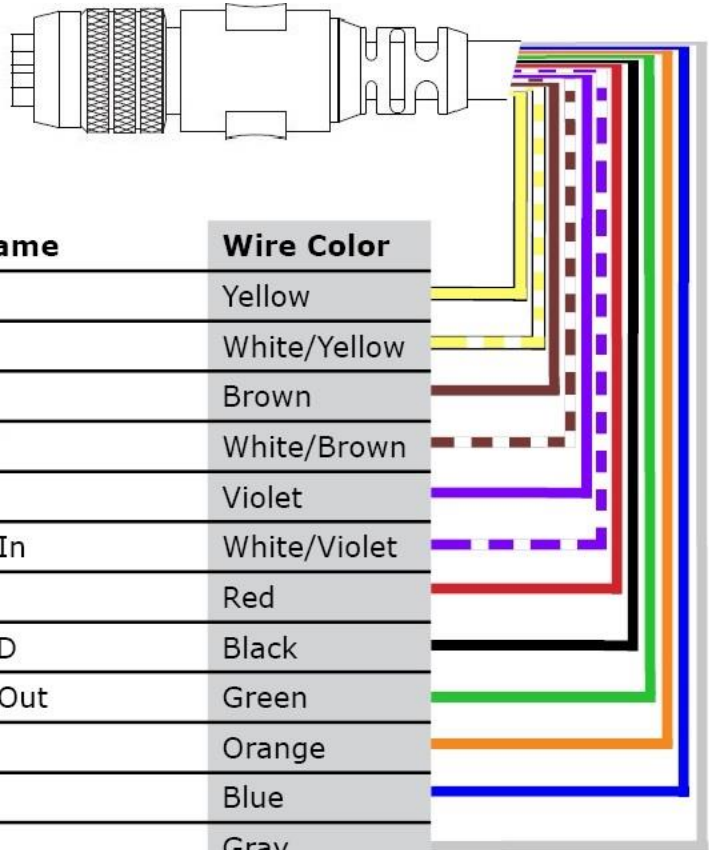 ame Wire Color
Yellow
White/Yellow
Brown
White/Brown
Violet
In White/Violet
Red
D Black
Out Green
Orange
Blue
Gray